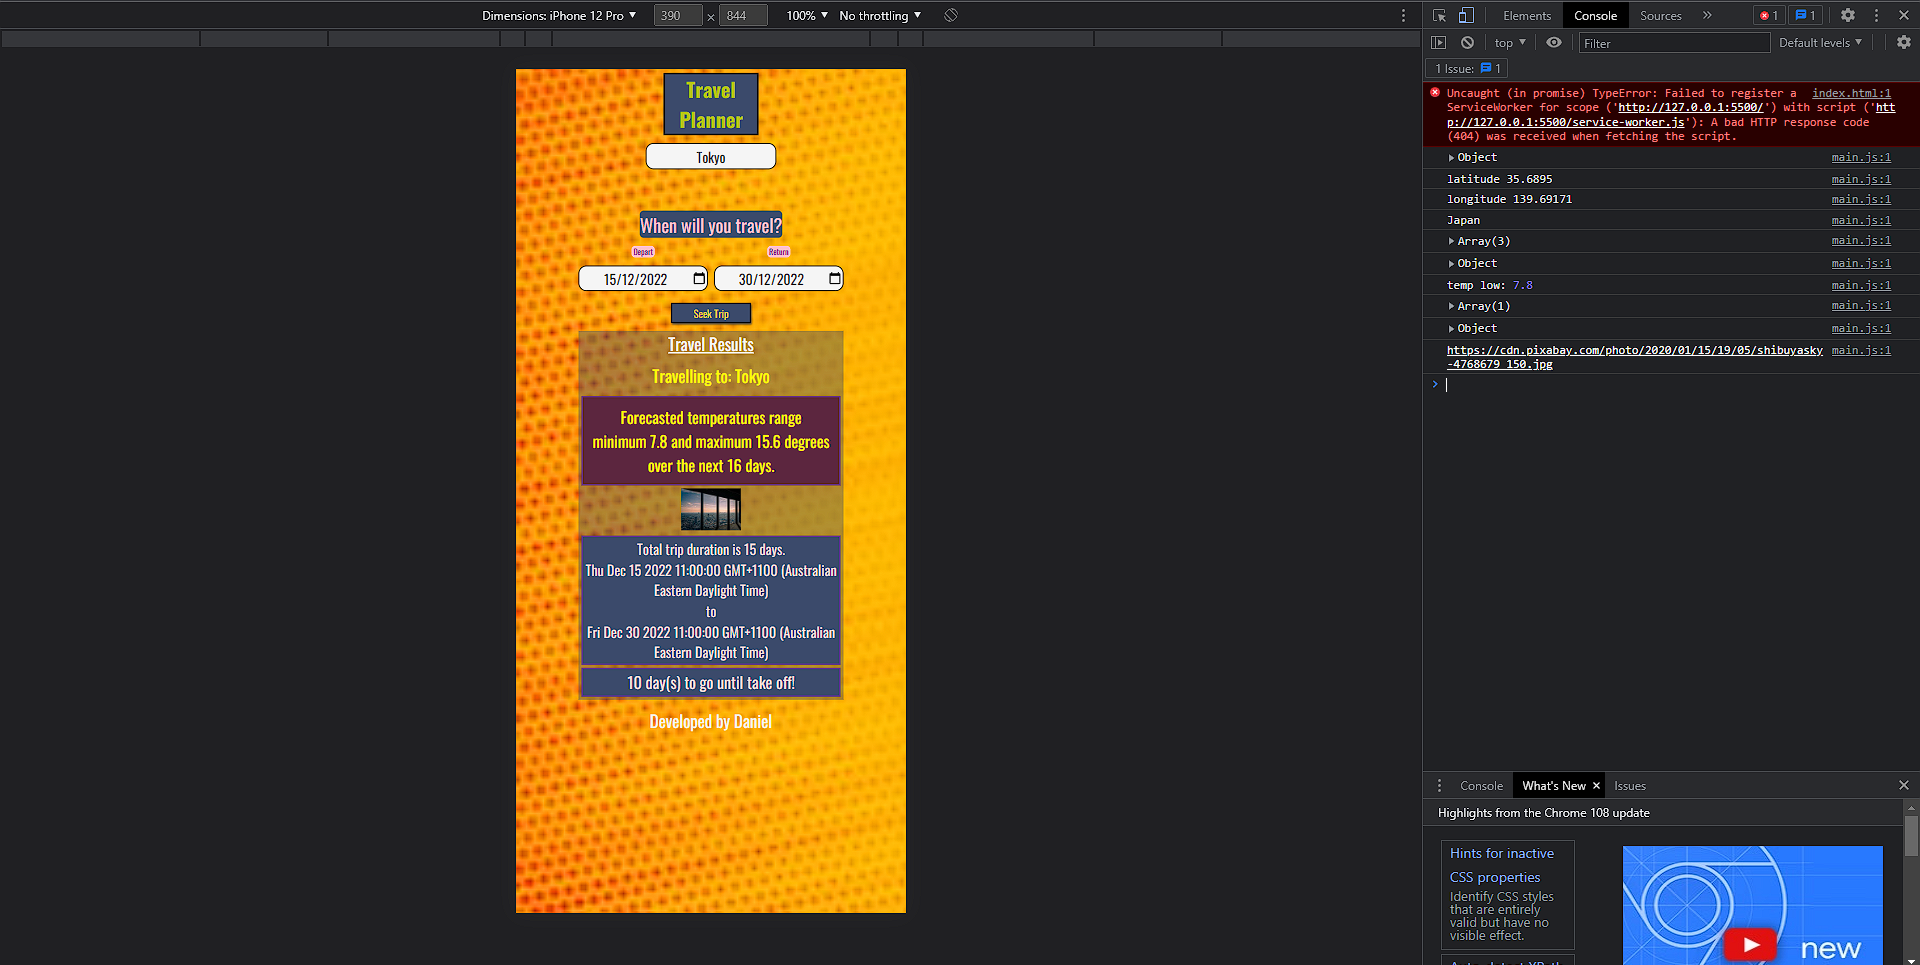 Dimensions: iPhone 12 Pro ▼ 390 × 844 100% ▼ No throttling ▼
Travel
Planner
Tokyo
When will you travel?
Depart Return
15/12/2022 30/12/2022
Seek Trip
Travel Results
Travelling to: Tokyo
Forecasted temperatures range
minimum 7.8 and maximum 15.6 degrees
over the next 16 days.
Total trip duration is 15 days.
Thu Dec 15 2022 11:00:00 GMT+1100 (Australian
Eastern Daylight Time)
to
Fri Dec 30 2022 11:00:00 GMT+1100 (Australian
Eastern Daylight Time)
10 day(s) to go until take off!
Developed by Daniel
Elements Console Sources » 1 1
top ▼ Filter Default levels ▼
1 Issue: 1
Uncaught (in promise) TypeError: Failed to register a index.html:1
ServiceWorker for scope ('http://127.0.0.1:5500/') with script ('htt
p://127.0.0.1:5500/service-worker.js'): A bad HTTP response code
(404) was received when fetching the script.
Object main.js:1
latitude 35.6895 main.js:1
longitude 139.69171 main.js:1
Japan main.js:1
Array(3) main.js:1
Object main.js:1
temp low: 7.8 main.js:1
Array(1) main.js:1
Object main.js:1
https://cdn.pixabay.com/photo/2020/01/15/19/05/shibuyasky main.js:1
-4768679_150.jpg
Console What's New × Issues
Highlights from the Chrome 108 update
Hints for inactive
CSS properties
Identify CSS styles
that are entirely
valid but have no
visible effect.
new